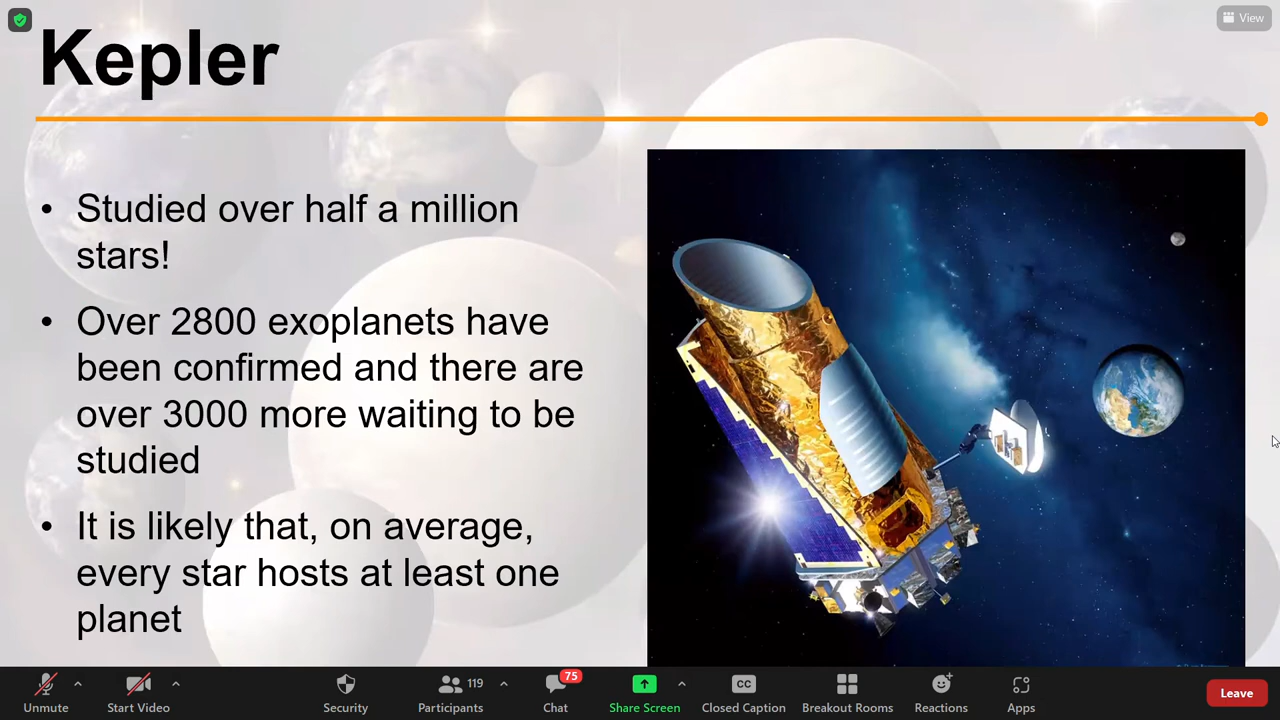 View
Kepler
• Studied over half a million
stars!
• Over 2800 exoplanets have
been confirmed and there are
over 3000 more waiting to be
studied
• It is likely that, on average,
every star hosts at least one
planet
Unmute
Start Video
Security
119
Participants
75
Chat
Share Screen
CC
Closed Caption
Breakout Rooms
Reactions
Apps
Leave